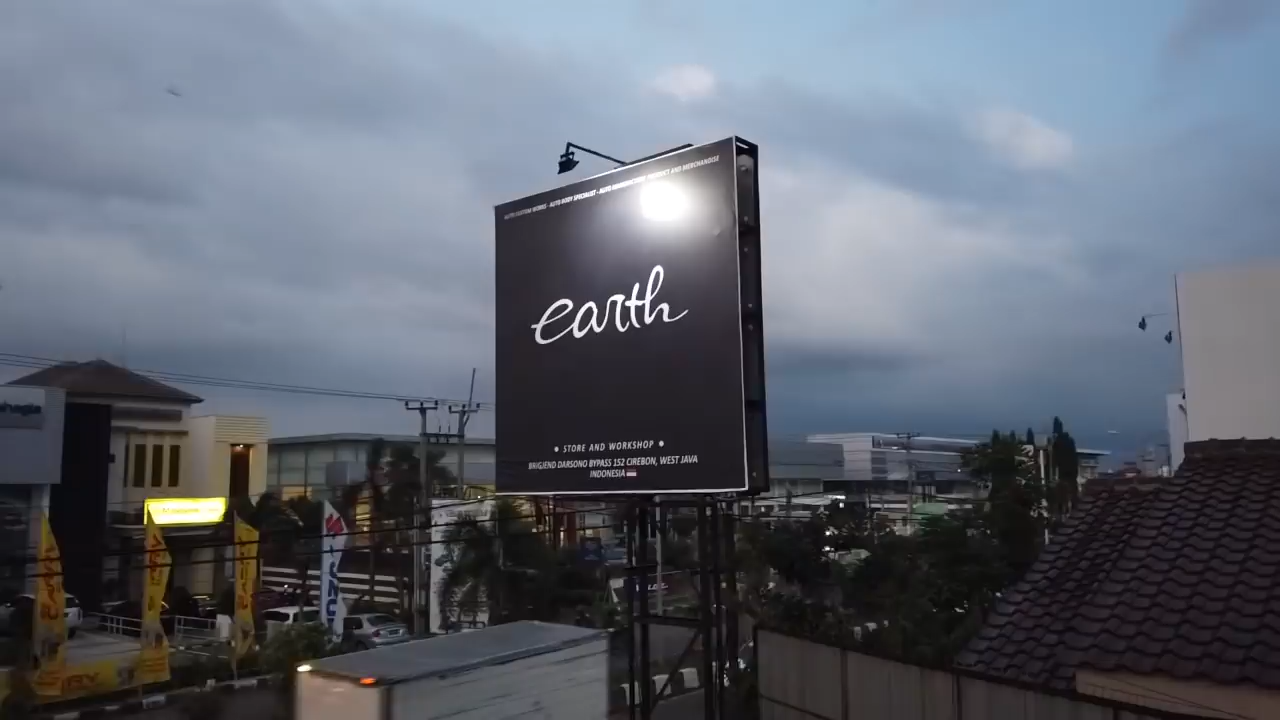 AUTO CUSTOM WORKS - AUTO BODY SPECIALIST - AUTO PRODUCT AND MERCHANDISE
earth
• STORE AND WORKSHOP •
BRIGJEND DARSONO BYPASS 152 CIREBON, WEST JAVA
INDONESIA